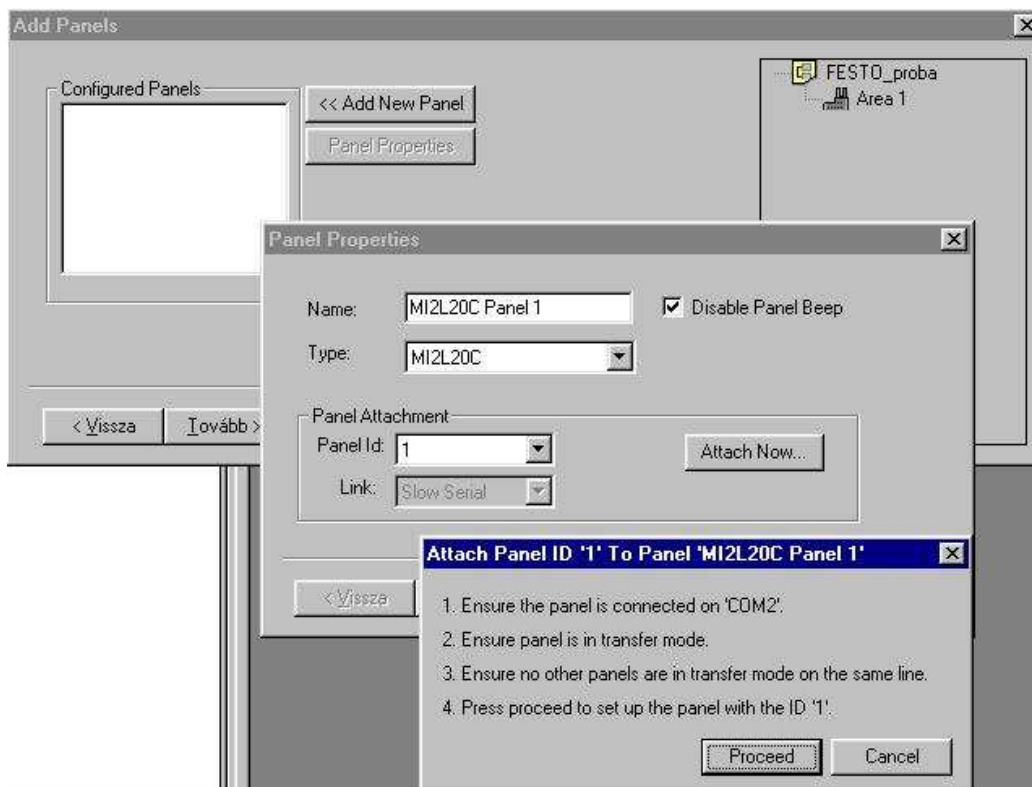 Add Panels
Configured Panels
<< Add New Panel
Panel Properties
FESTO_proba
Area 1
< Vissza
Tovább >
Panel Properties
Name:
MI2L20C Panel 1
Disable Panel Beep
Type:
MI2L20C
Panel Attachment
Panel Id:
1
Attach Now...
Link:
Slow Serial
< Vissza
Attach Panel ID '1' To Panel 'MI2L20C Panel 1'
1. Ensure the panel is connected on 'COM2'.
2. Ensure panel is in transfer mode.
3. Ensure no other panels are in transfer mode on the same line.
4. Press proceed to set up the panel with the ID '1'.
Proceed
Cancel